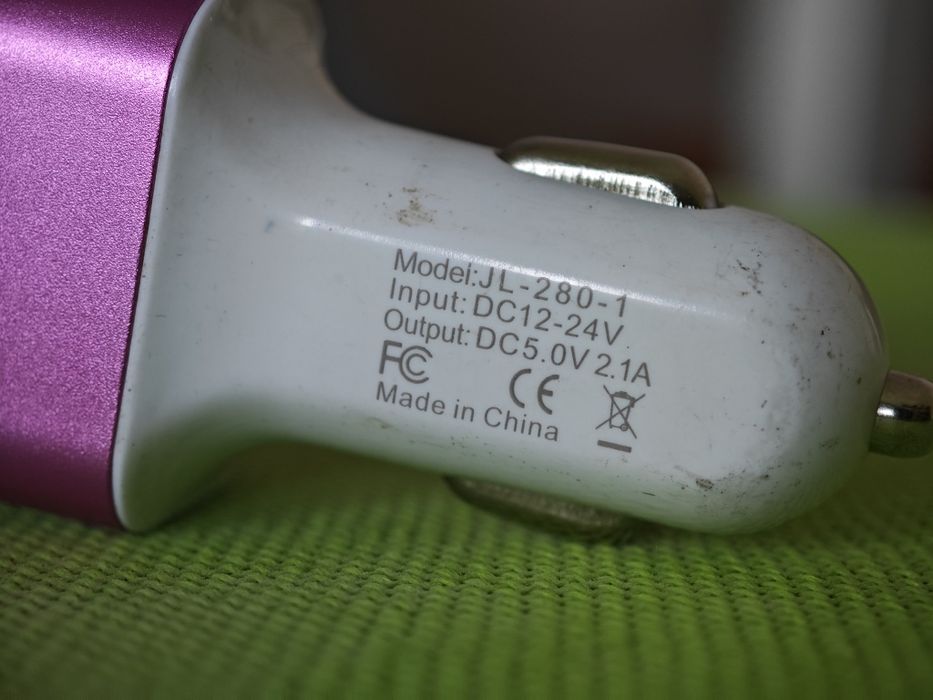 Model:JL-280-1
Input: DC12-24V
Output: DC5.0V 2.1A
FC CE
Made in China